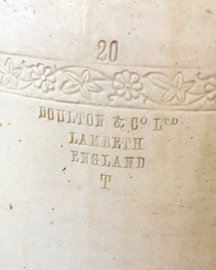 20
DOULTON & Cº LTD
LAMBETH
ENGLAND
T